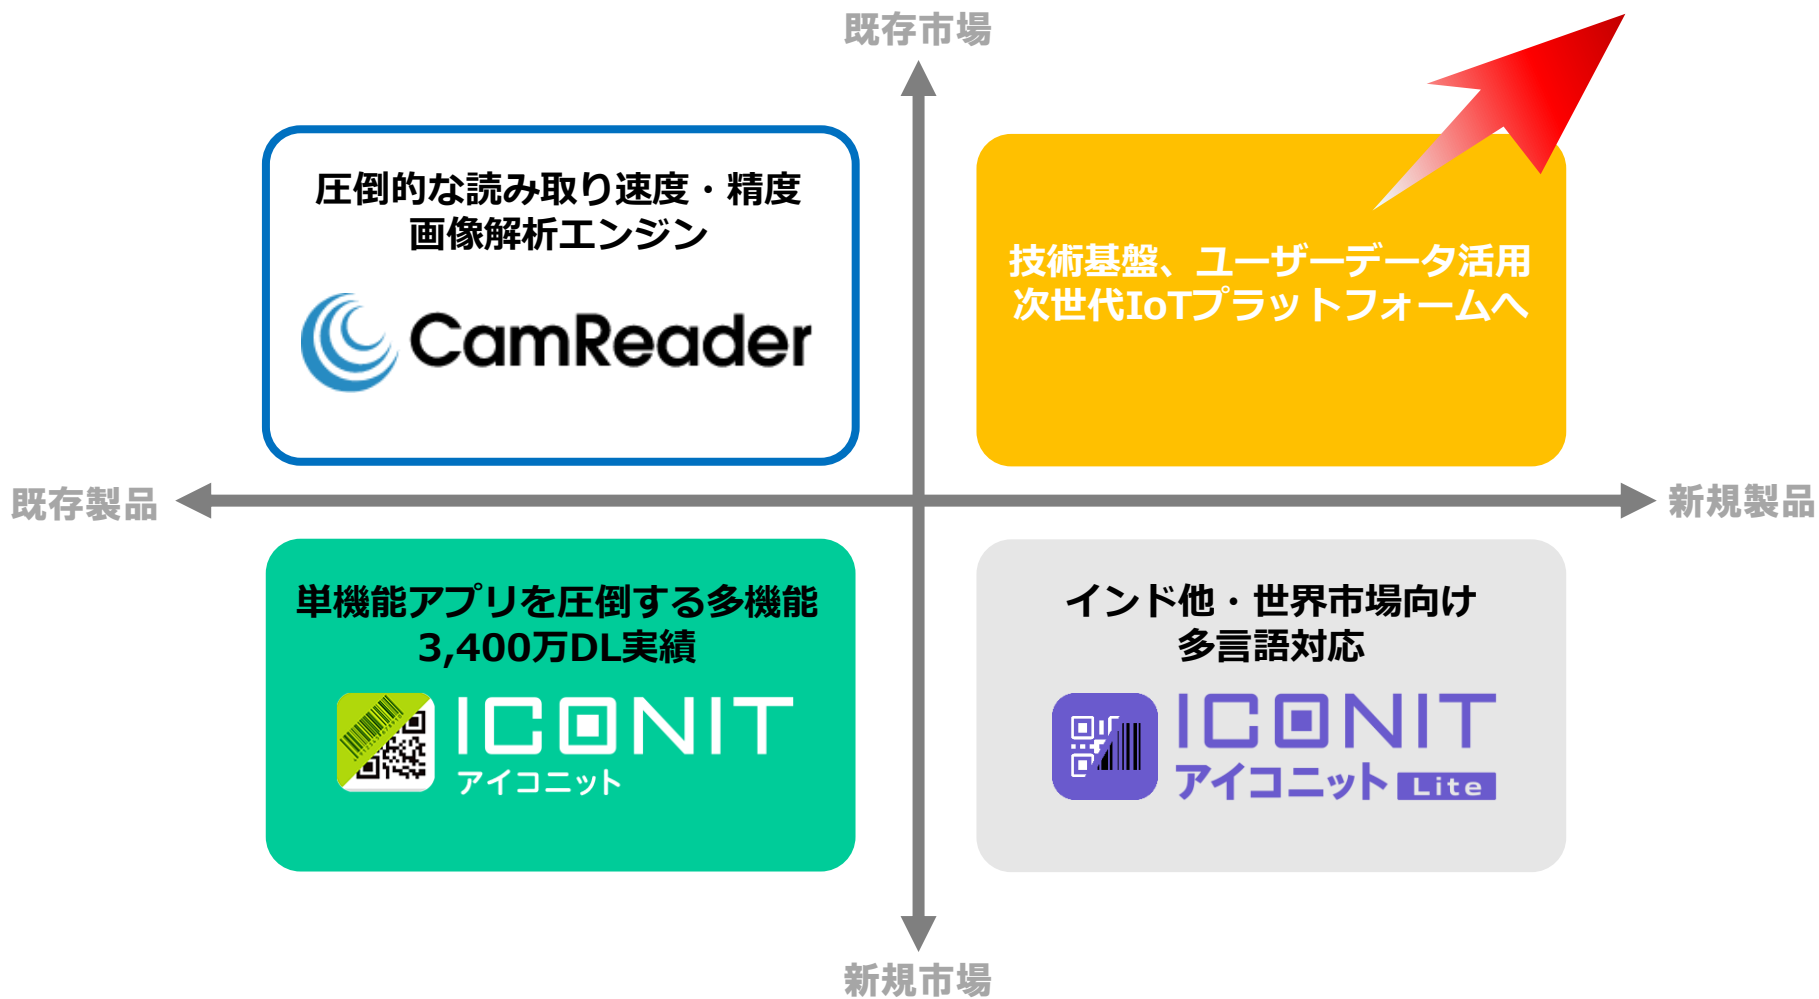 既存市場
圧倒的な読み取り速度・精度
画像解析エンジン
CamReader
技術基盤、ユーザーデータ活用
次世代IoTプラットフォームへ
既存製品
新規製品
単機能アプリを圧倒する多機能
3,400万DL実績
ICONIT
アイコニット
インド他・世界市場向け
多言語対応
ICONIT
アイコニット Lite
新規市場